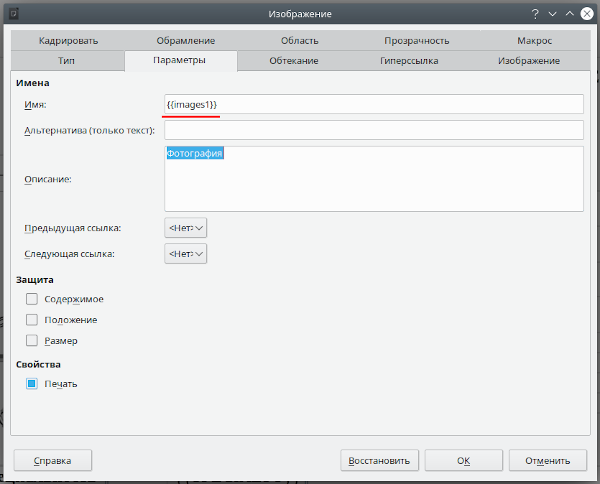 Изображение
Кадрировать Обрамление Область Прозрачность Макрос
Тип Параметры Обтекание Гиперссылка Изображение
Имена
Имя: {{images1}}
Альтернатива (только текст):
Описание: Фотография
Предыдущая ссылка: <Нет>
Следующая ссылка: <Нет>
Защита
Содержимое
Положение
Размер
Свойства
Печать
Справка Восстановить OK Отменить